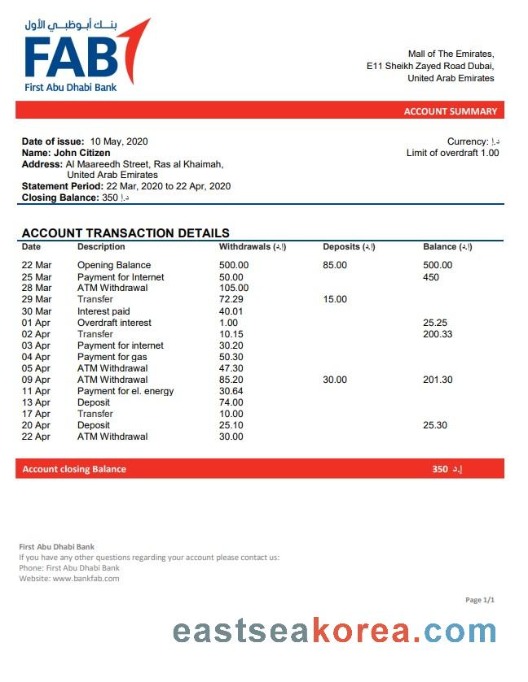 بنك أبوظبي الأول
FAB
First Abu Dhabi Bank
Mall of The Emirates,
E11 Sheikh Zayed Road Dubai,
United Arab Emirates
ACCOUNT SUMMARY
Date of issue: 10 May, 2020
Currency: د.إ
Name: John Citizen
Limit of overdraft 1.00
Address: Al Maareedh Street, Ras al Khaimah,
United Arab Emirates
Statement Period: 22 Mar, 2020 to 22 Apr, 2020
Closing Balance: 350 د.إ
ACCOUNT TRANSACTION DETAILS
Date Description Withdrawals (د.إ) Deposits (د.إ) Balance (د.إ)
22 Mar Opening Balance 500.00 85.00 500.00
25 Mar Payment for Internet 50.00 450
28 Mar ATM Withdrawal 105.00
29 Mar Transfer 72.29 15.00
30 Mar Interest paid 40.01
01 Apr Overdraft interest 1.00 25.25
02 Apr Transfer 10.15 200.33
03 Apr Payment for internet 30.20
04 Apr Payment for gas 50.30
05 Apr ATM Withdrawal 47.30
09 Apr ATM Withdrawal 85.20 30.00 201.30
11 Apr Payment for el. energy 30.64
13 Apr Deposit 74.00
17 Apr Transfer 10.00
20 Apr Deposit 25.10 25.30
22 Apr ATM Withdrawal 30.00
Account closing Balance 350 د.إ
First Abu Dhabi Bank
If you have any other questions regarding your account please contact us:
Phone: First Abu Dhabi Bank
Website: www.bankfab.com
Page 1/1
eastseakorea.com